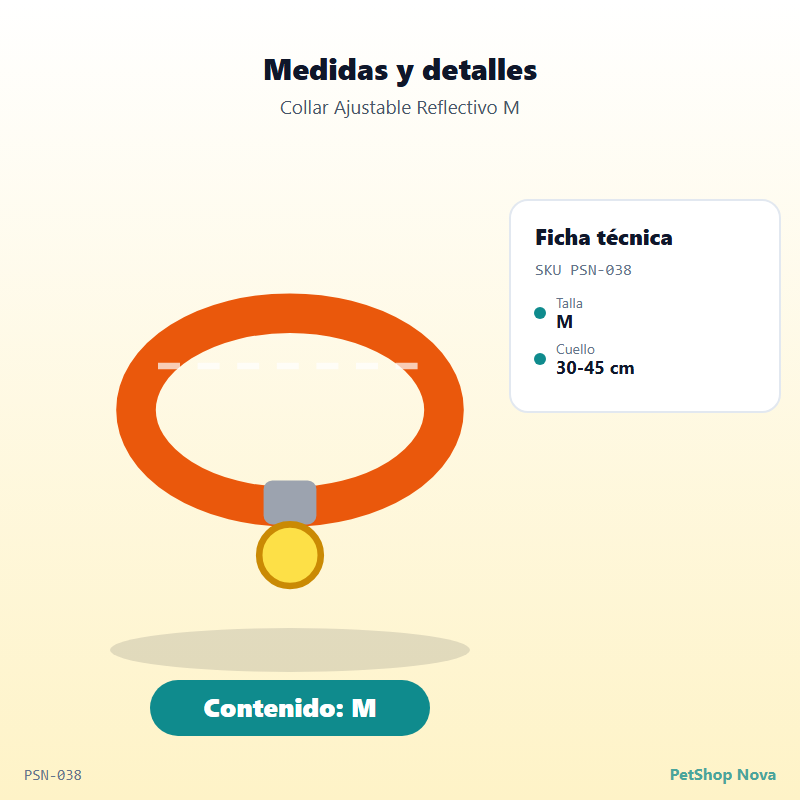 Medidas y detalles
Collar Ajustable Reflectivo M
Ficha técnica
SKU PSN-038
Talla
M
Cuello
30-45 cm
Contenido: M
PSN-038
PetShop Nova